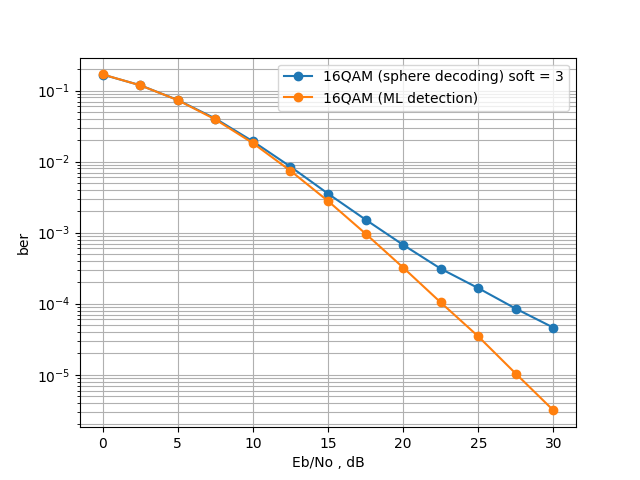 16QAM (sphere decoding) soft = 3
16QAM (ML detection)
10⁻¹
10⁻²
10⁻³
10⁻⁴
10⁻⁵
ber
0 5 10 15 20 25 30
Eb/No , dB